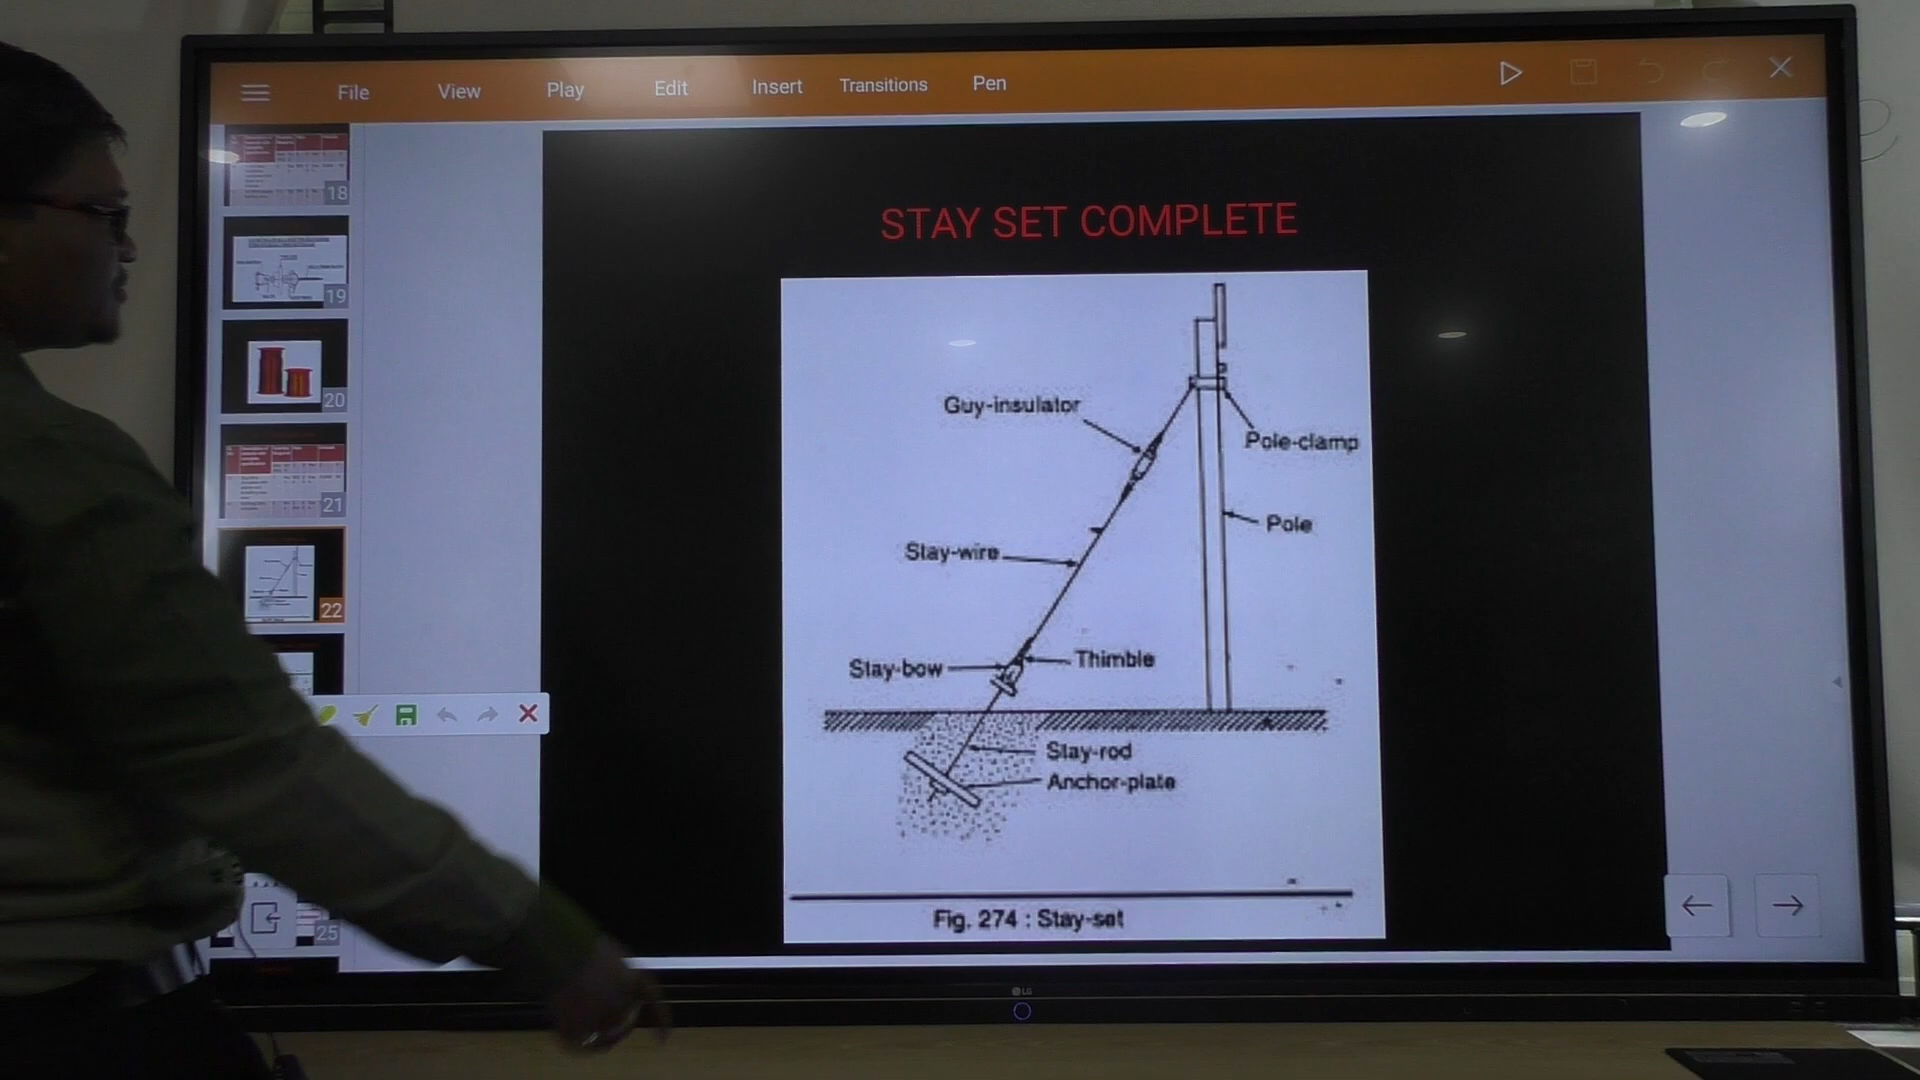 File View Play Edit Insert Transitions Pen
18
19
20
21
22
25
STAY SET COMPLETE
Guy-insulator
Pole-clamp
Pole
Stay-wire
Stay-bow
Thimble
Stay-rod
Anchor-plate
Fig. 274 : Stay-set
LG